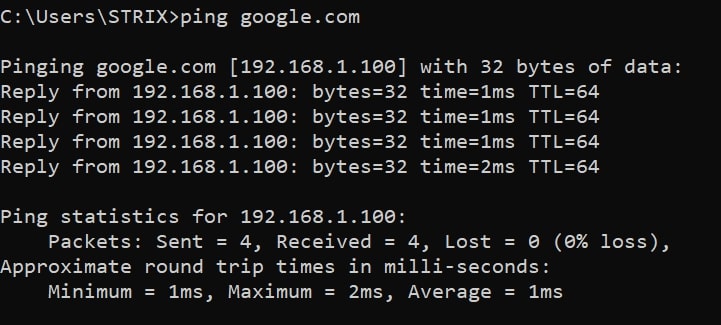 C:\Users\STRIX>ping google.com
Pinging google.com [192.168.1.100] with 32 bytes of data:
Reply from 192.168.1.100: bytes=32 time=1ms TTL=64
Reply from 192.168.1.100: bytes=32 time=1ms TTL=64
Reply from 192.168.1.100: bytes=32 time=1ms TTL=64
Reply from 192.168.1.100: bytes=32 time=2ms TTL=64
Ping statistics for 192.168.1.100:
    Packets: Sent = 4, Received = 4, Lost = 0 (0% loss),
Approximate round trip times in milli-seconds:
    Minimum = 1ms, Maximum = 2ms, Average = 1ms